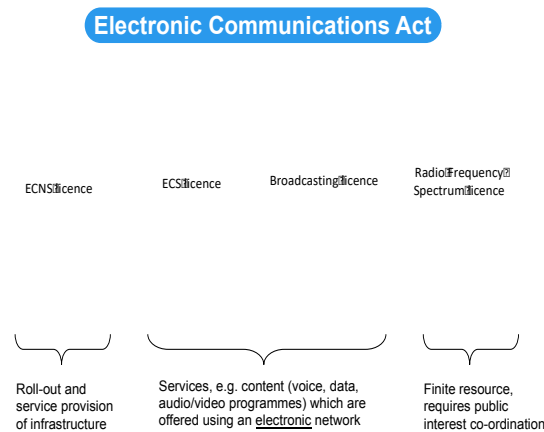 Electronic Communications Act
ECNS licence
ECS licence
Broadcasting licence
Radio Frequency
Spectrum licence
Roll-out and
service provision
of infrastructure
Services, e.g. content (voice, data,
audio/video programmes) which are
offered using an electronic network
Finite resource,
requires public
interest co-ordination